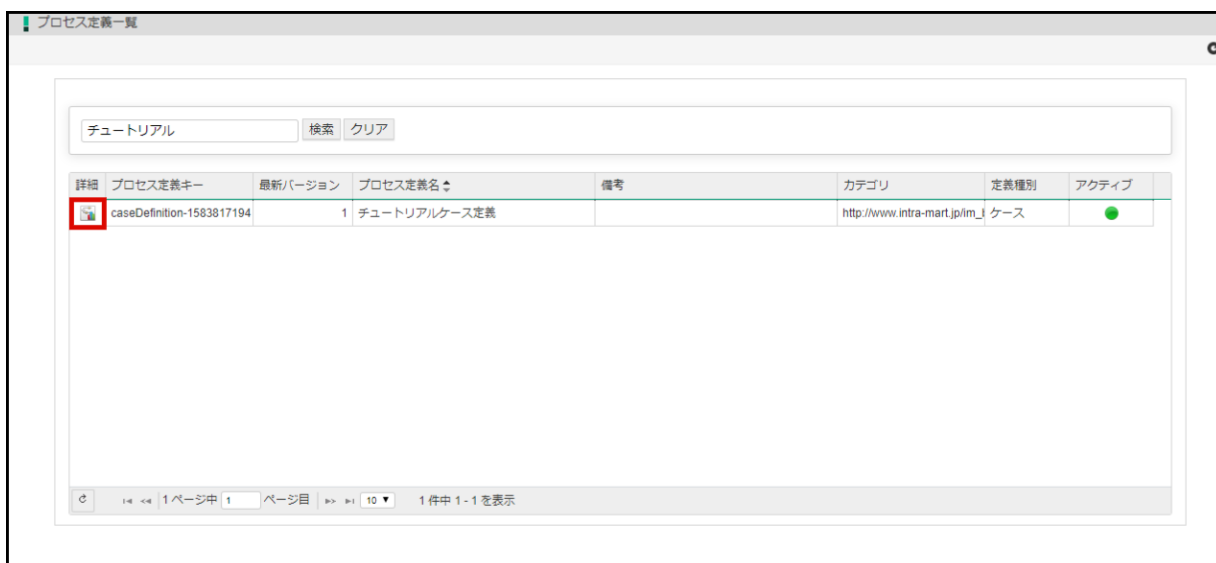 プロセス定義一覧
チュートリアル 検索 クリア
詳細 プロセス定義キー 最新バージョン プロセス定義名 備考 カテゴリ 定義種別 アクティブ
caseDefinition-1583817194 1 チュートリアルケース定義 http://www.intra-mart.jp/im_l ケース
1 ページ中 1 ページ目 10 1 件中 1 - 1 を表示